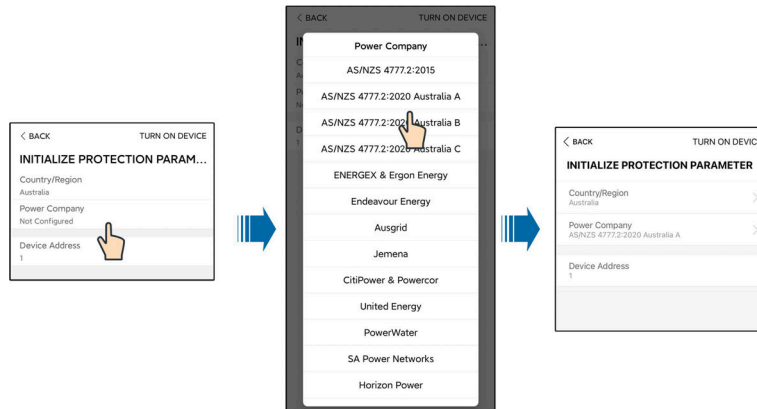 < BACK TURN ON DEVICE
INITIALIZE PROTECTION PARAM...
Country/Region
Australia
Power Company
Not Configured
Device Address
1
< BACK TURN ON DEVICE
Power Company
AS/NZS 4777.2:2015
AS/NZS 4777.2:2020 Australia A
AS/NZS 4777.2:2020 Australia B
AS/NZS 4777.2:2020 Australia C
ENERGEX & Ergon Energy
Endeavour Energy
Ausgrid
Jemena
CitiPower & Powercor
United Energy
PowerWater
SA Power Networks
Horizon Power
< BACK TURN ON DEVIC
INITIALIZE PROTECTION PARAMETER
Country/Region
Australia
Power Company
AS/NZS 4777.2:2020 Australia A
Device Address
1